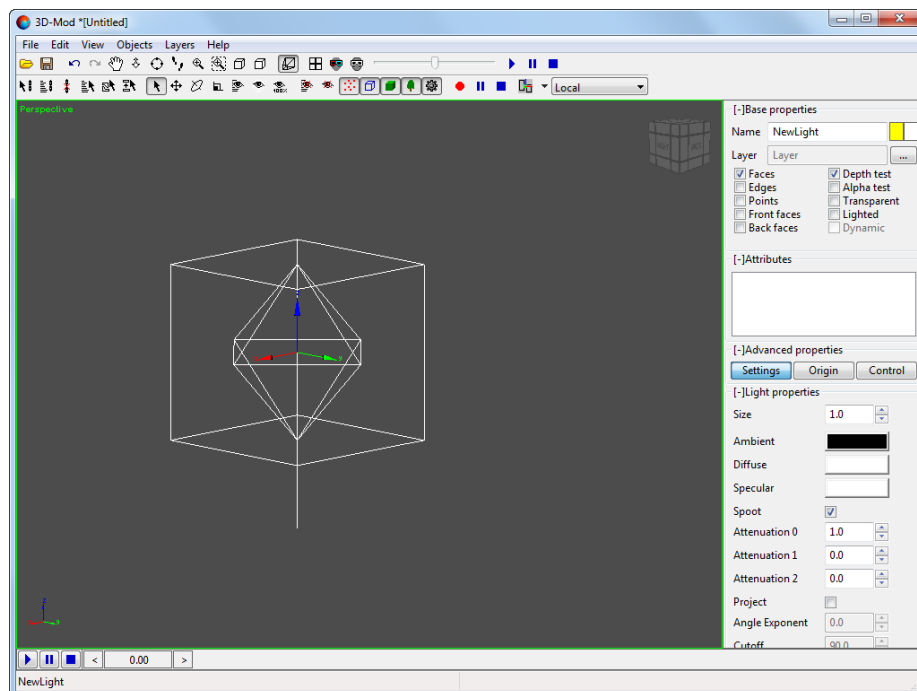 3D-Mod *[Untitled]
File Edit View Objects Layers Help
100%
Local
Perspective
[-]Base properties
Name NewLight
Layer Layer ...
Faces Depth test
Edges Alpha test
Points Transparent
Front faces Lighted
Back faces Dynamic
[-]Attributes
[-]Advanced properties
Settings Origin Control
[-]Light properties
Size 1.0
Ambient
Diffuse
Specular
Spoot
Attenuation 0 1.0
Attenuation 1 0.0
Attenuation 2 0.0
Project
Angle Exponent 0.0
Cutoff 90.0
z
y
z
y
< 0.00 >
NewLight